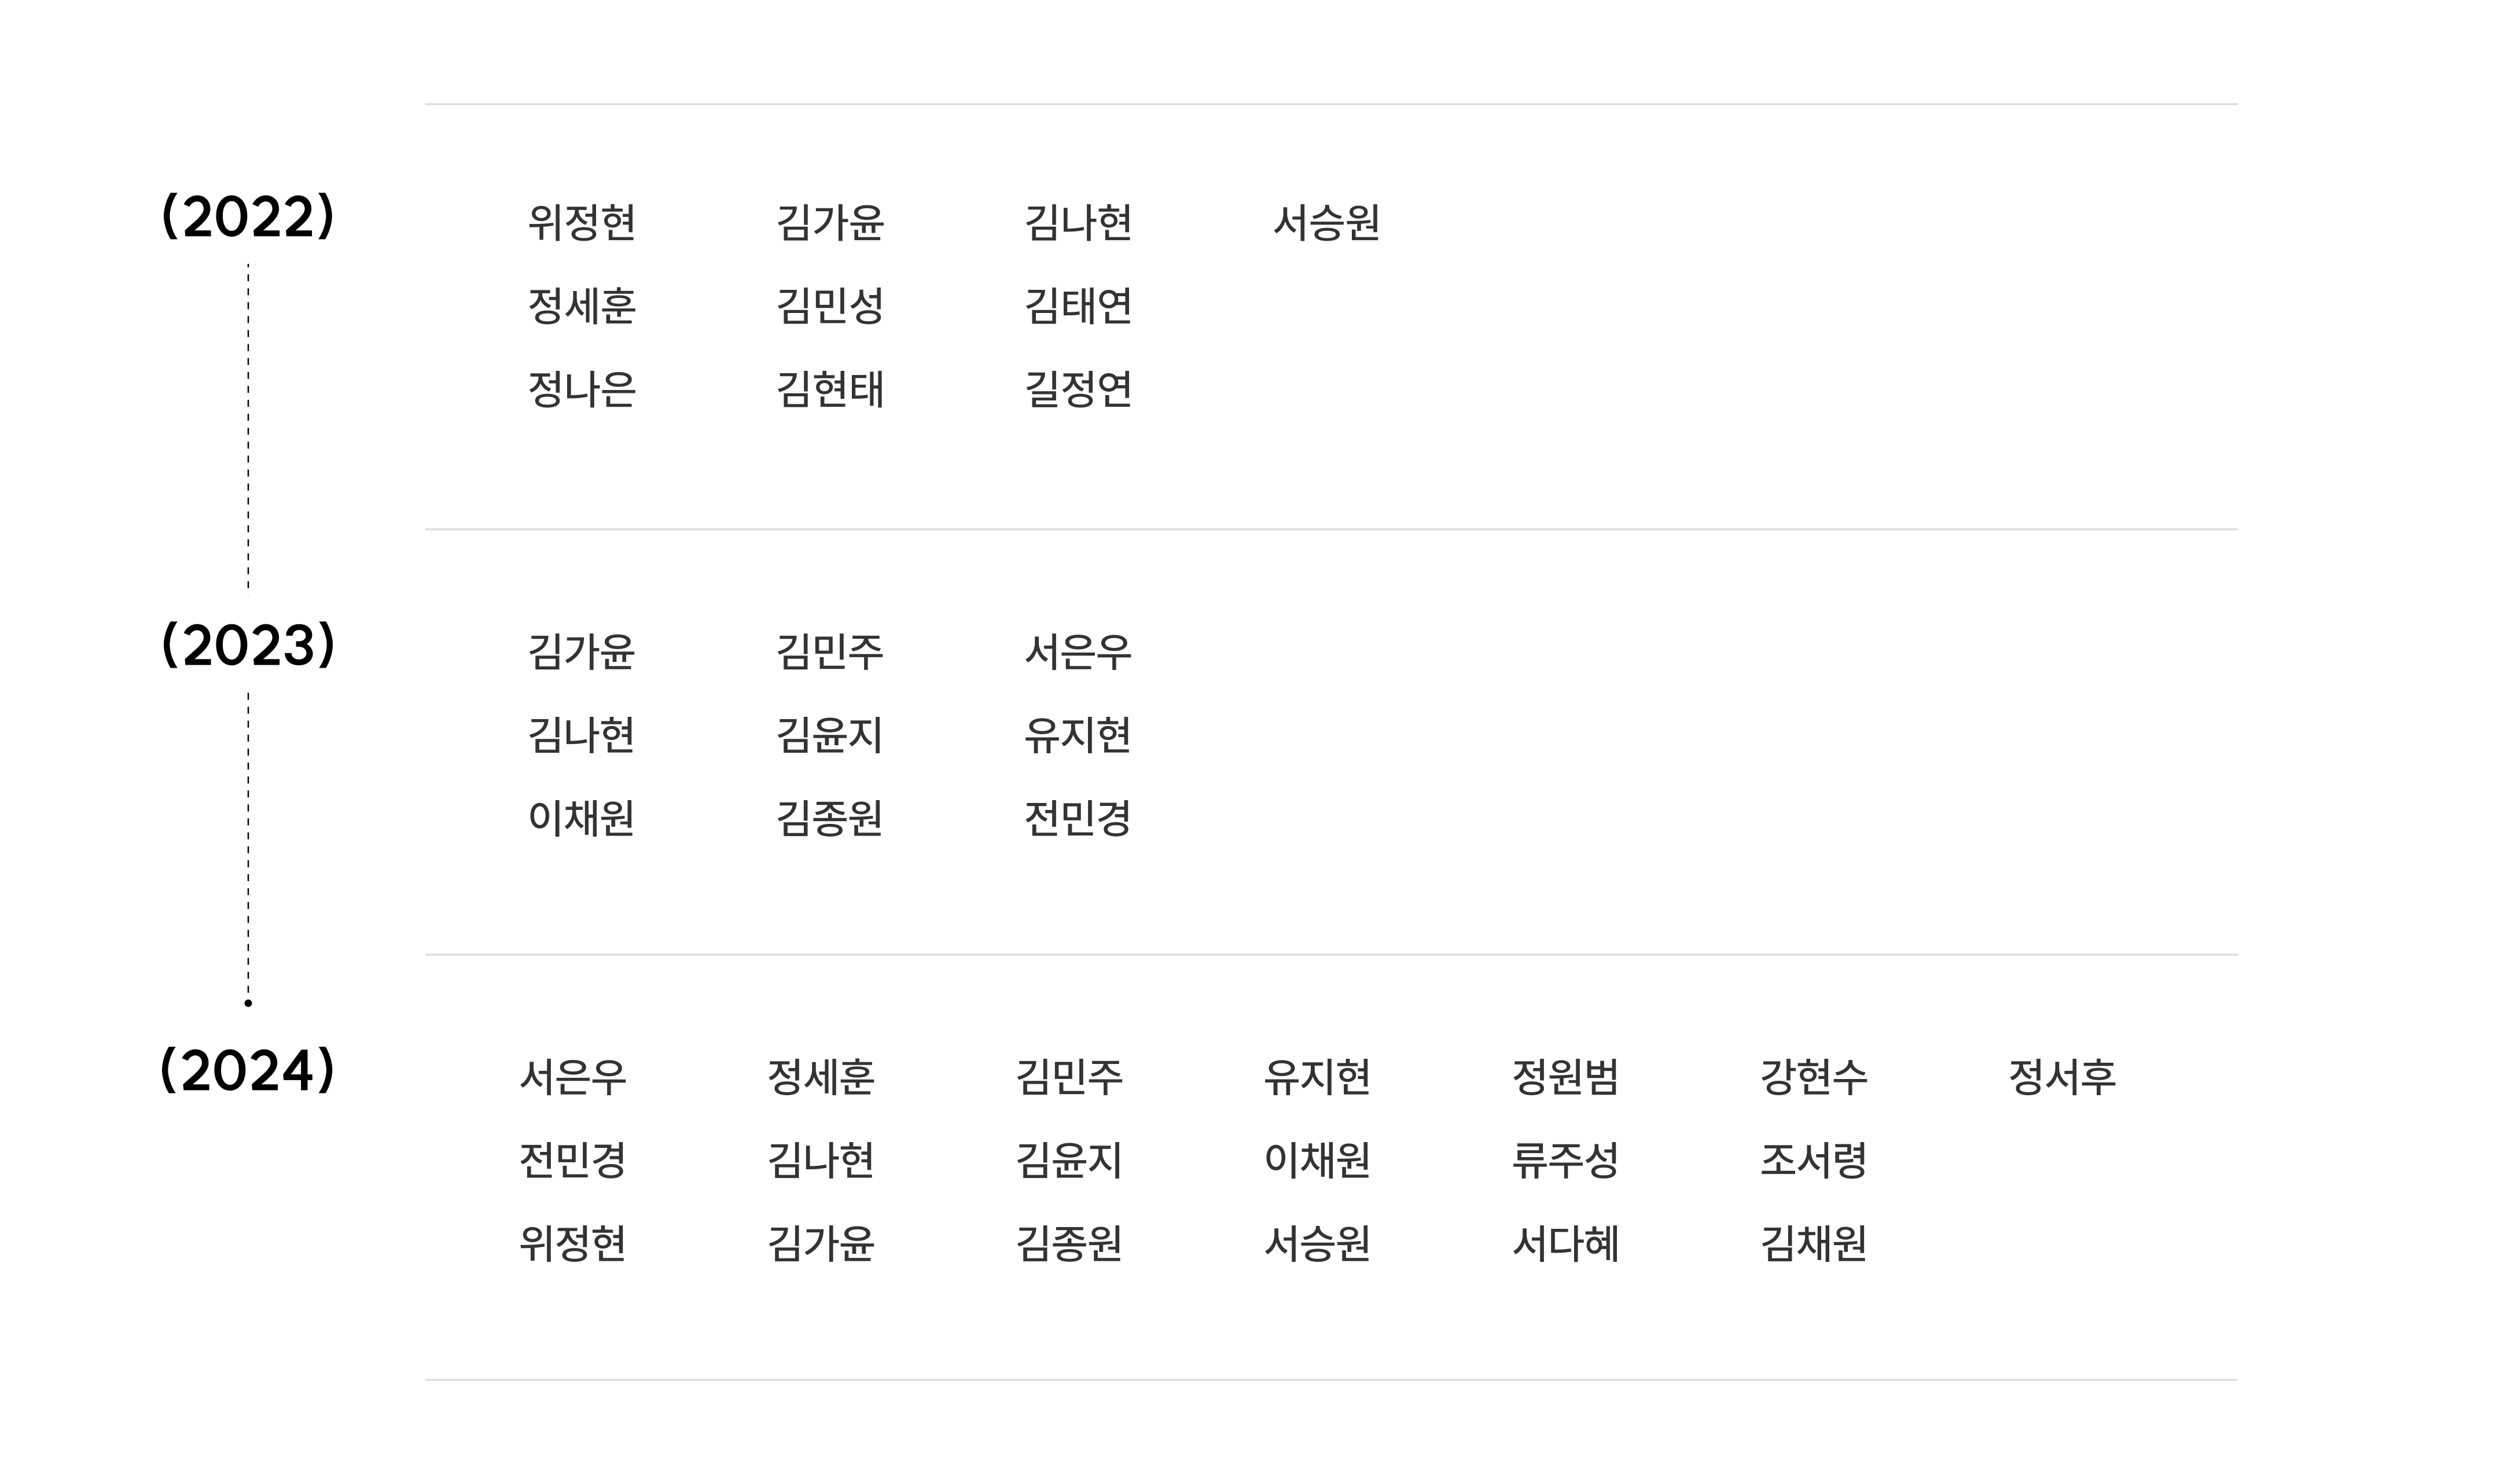 (2022)
위정현 김가윤 김나현 서승원
정세훈 김민성 김태연
정나은 김현태 길정연
(2023)
김가윤 김민주 서은우
김나현 김윤지 유지현
이채원 김종원 전민경
(2024)
서은우 정세훈 김민주 유지현 정원범 강현수 정서후
전민경 김나현 김윤지 이채원 류주성 조서령
위정현 김가윤 김종원 서승원 서다혜 김채원